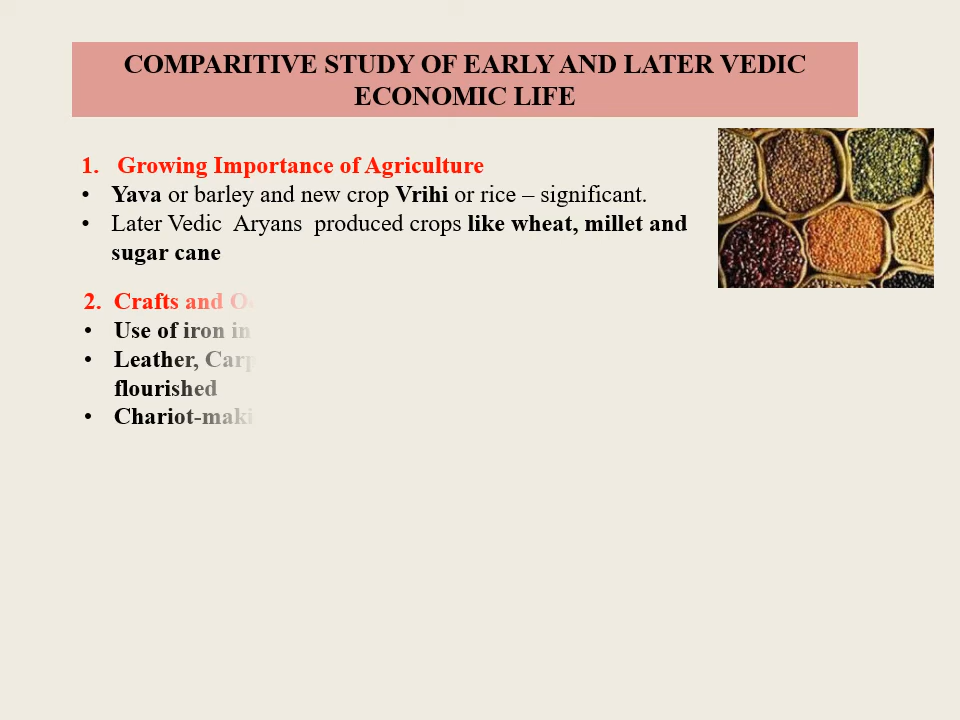 COMPARITIVE STUDY OF EARLY AND LATER VEDIC
ECONOMIC LIFE
1. Growing Importance of Agriculture
• Yava or barley and new crop Vrihi or rice – significant.
• Later Vedic Aryans produced crops like wheat, millet and
sugar cane
2. Crafts and
• Use of iron in
• Leather,
flourished
•